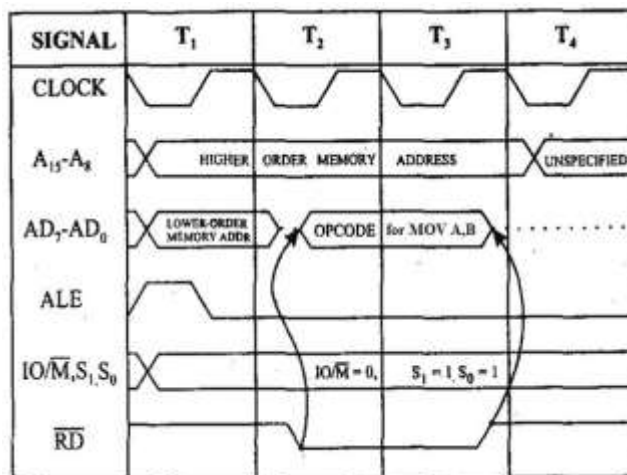 SIGNAL T₁ T₂ T₃ T₄
CLOCK
A₁₅-A₈ HIGHER ORDER MEMORY ADDRESS UNSPECIFIED
LOWER-ORDER
AD₇-AD₀ MEMORY ADDR OPCODE for MOV A,B
ALE
IO/M̅,S₁,S₀ IO/M̅ = 0, S₁ = 1, S₀ = 1
R̅D̅